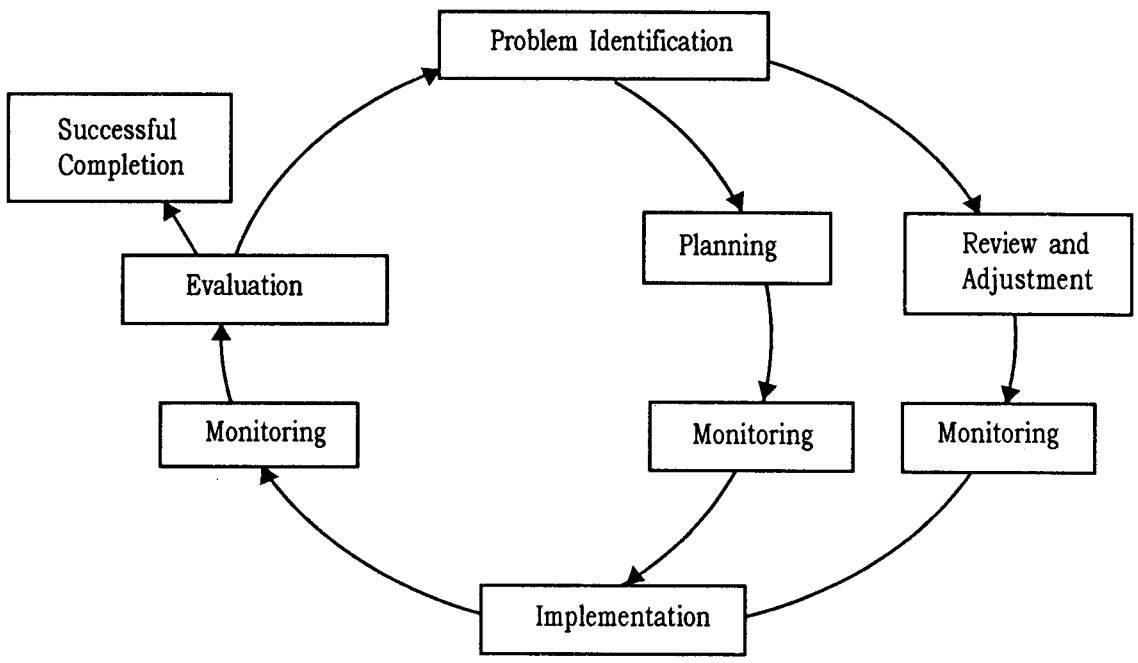 Problem Identification
Successful
Completion
Planning
Review and
Adjustment
Evaluation
Monitoring
Monitoring
Monitoring
Implementation